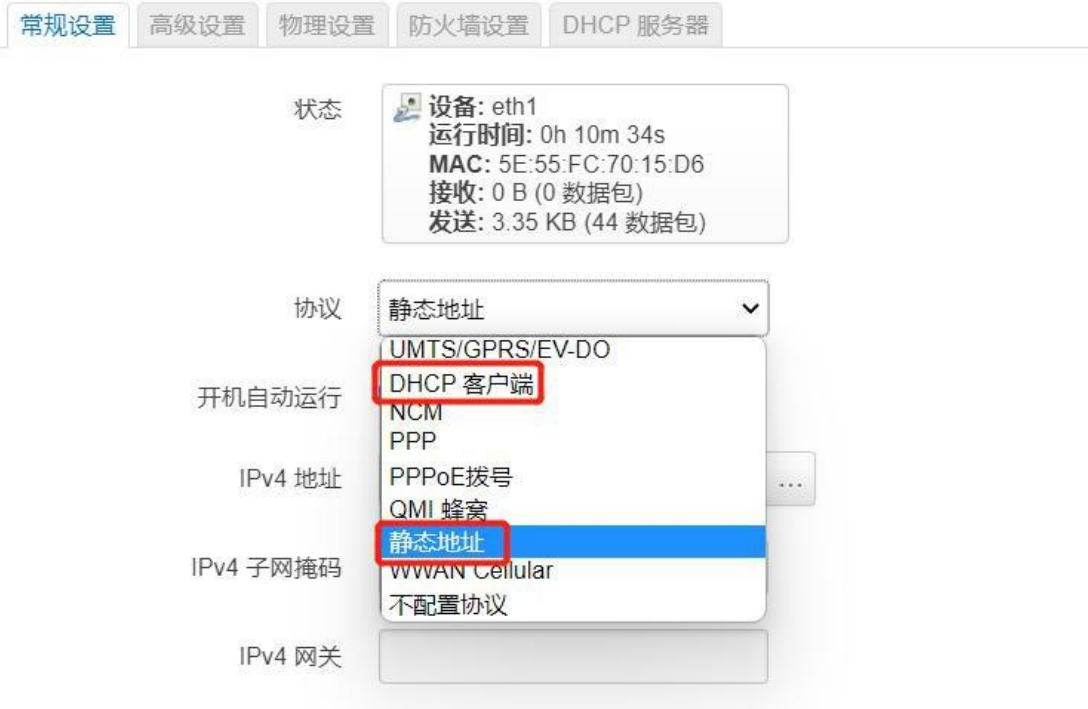 常规设置 高级设置 物理设置 防火墙设置 DHCP 服务器
状态
设备: eth1
运行时间: 0h 10m 34s
MAC: 5E:55:FC:70:15:D6
接收: 0 B (0 数据包)
发送: 3.35 KB (44 数据包)
协议
静态地址
UMTS/GPRS/EV-DO
DHCP 客户端
NCM
PPP
PPPoE拨号
QMI 蜂窝
静态地址
WWAN Cellular
不配置协议
开机自动运行
IPv4 地址
...
IPv4 子网掩码
IPv4 网关